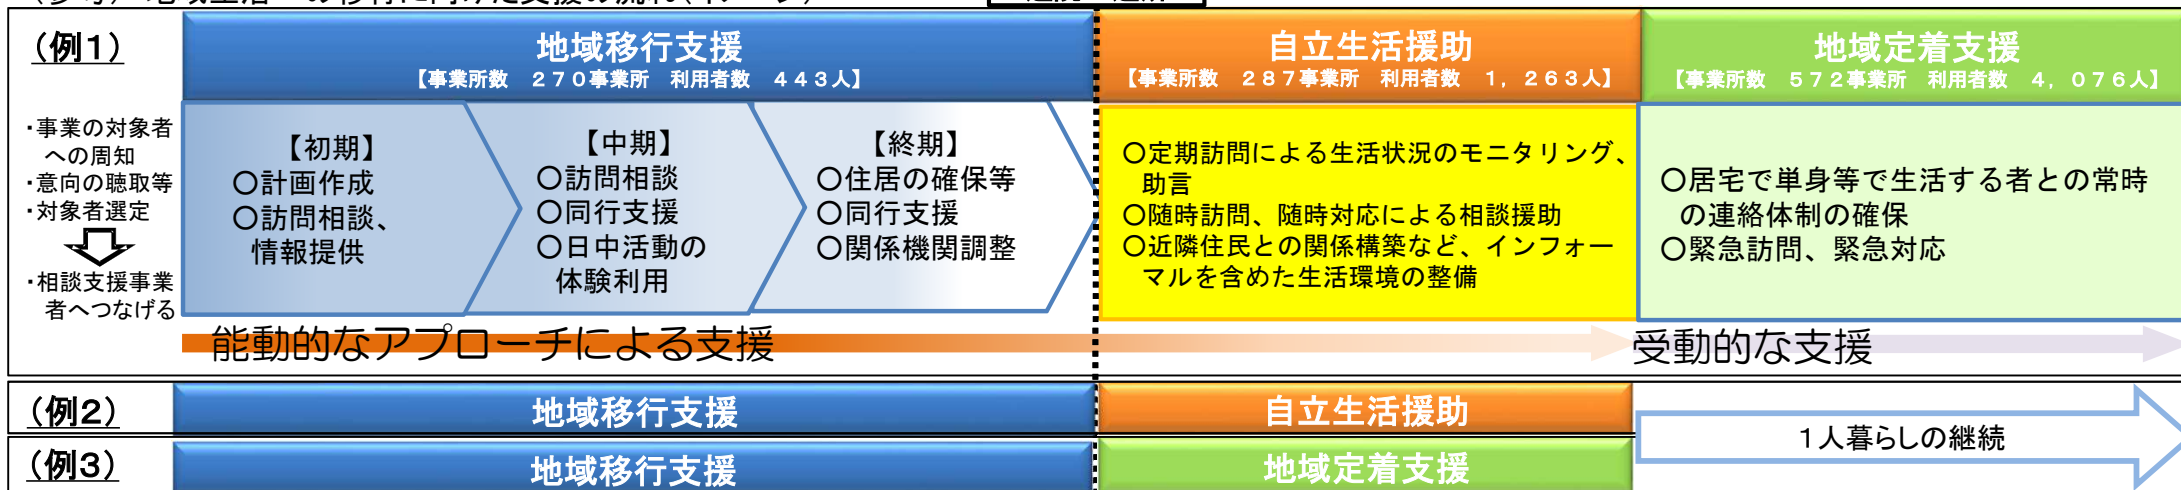 （例1）
地域移行支援
【事業所数　２７０事業所　利用者数　４４３人】
自立生活援助
【事業所数　２８７事業所　利用者数　１，２６３人】
地域定着支援
【事業所数　５７２事業所　利用者数　４，０７６人】
・事業の対象者
への周知
・意向の聴取等
・対象者選定
・相談支援事業
者へつなげる
【初期】
○計画作成
○訪問相談、
情報提供
【中期】
○訪問相談
○同行支援
○日中活動の
体験利用
【終期】
○住居の確保等
○同行支援
○関係機関調整
○定期訪問による生活状況のモニタリング、
助言
○随時訪問、随時対応による相談援助
○近隣住民との関係構築など、インフォー
マルを含めた生活環境の整備
○居宅で単身等で生活する者との常時
の連絡体制の確保
○緊急訪問、緊急対応
能動的なアプローチによる支援
受動的な支援
（例2）
地域移行支援
自立生活援助
1人暮らしの継続
（例3）
地域移行支援
地域定着支援